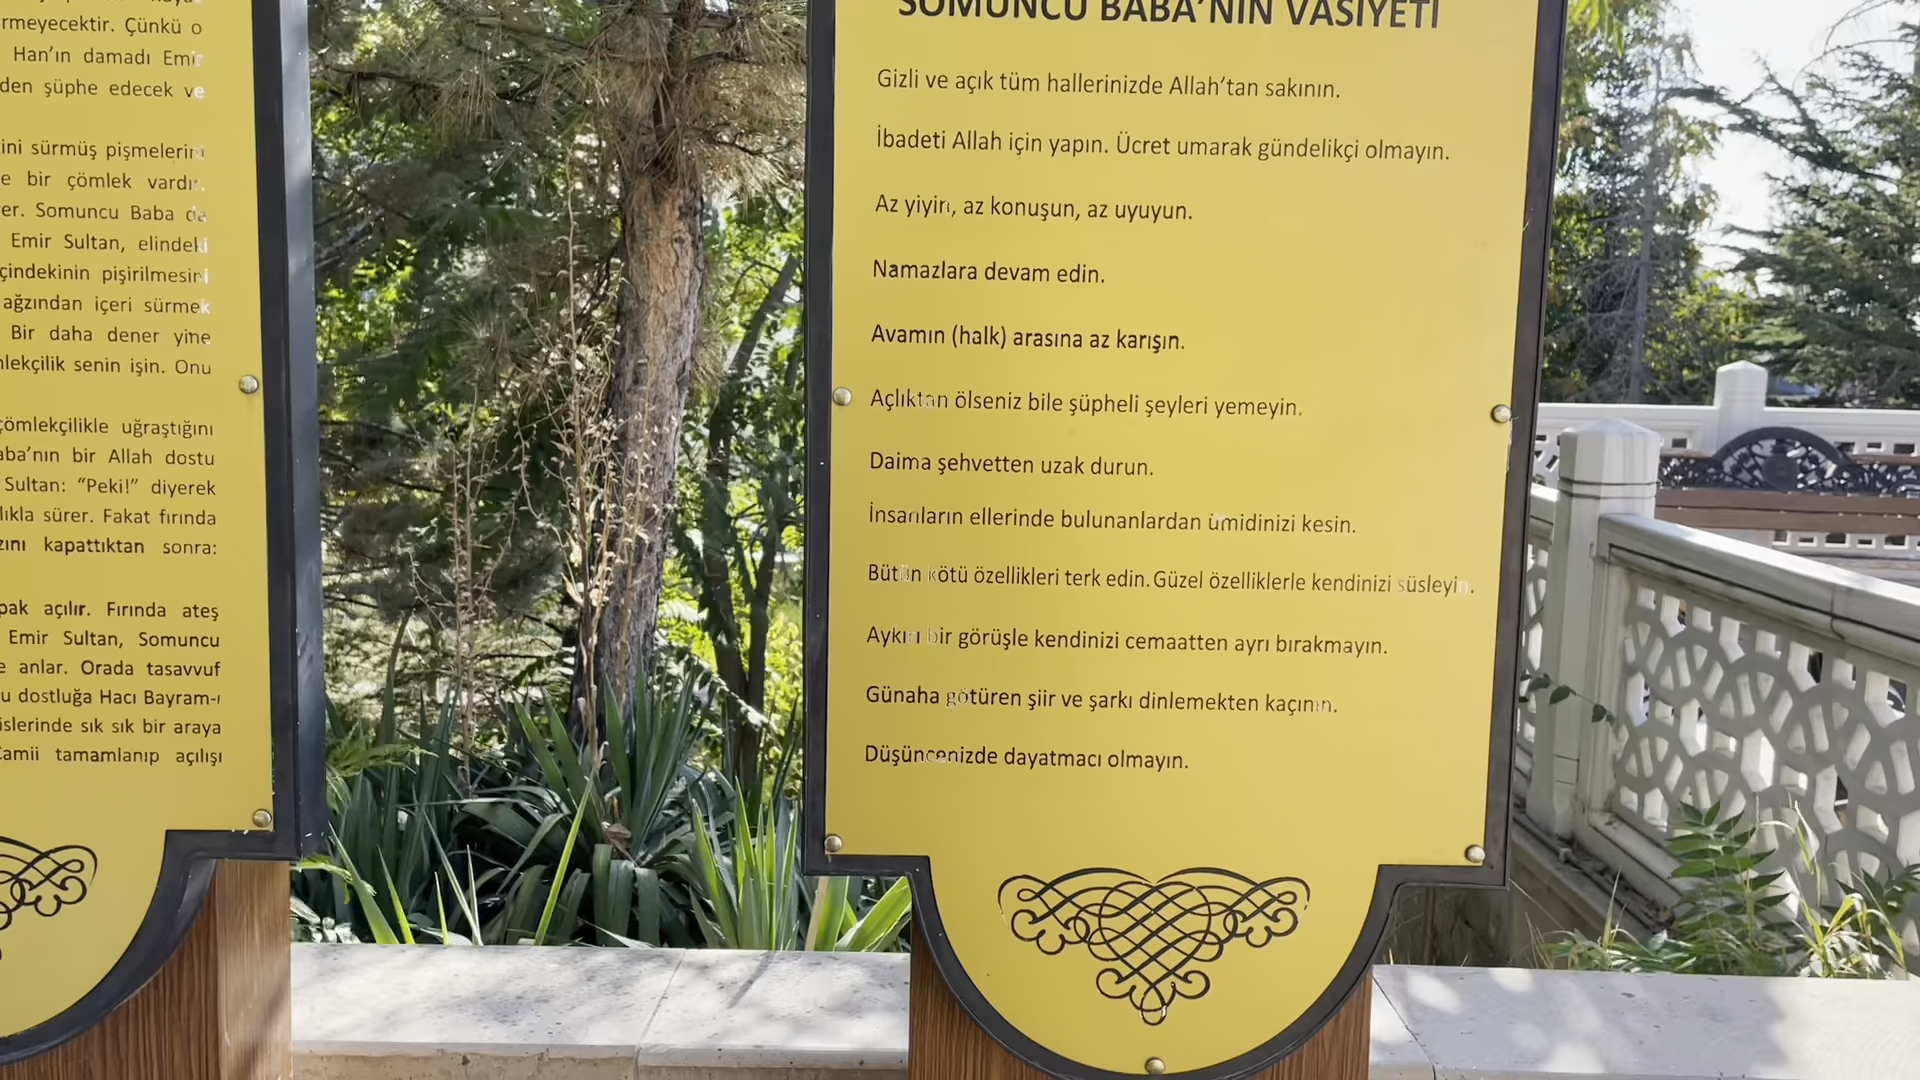 rmeyecektir. Çünkü o
Han'ın damadı Emir
den şüphe edecek ve
ini sürmüş pişmelerini
e bir çömlek vardır.
er. Somuncu Baba da
Emir Sultan, elindeki
çindekinin pişirilmesini
ağzından içeri sürmek
Bir daha dener yine
lekçilik senin işin. Onu
çömlekçilikle uğraştığını
aba'nın bir Allah dostu
Sultan: "Peki!" diyerek
lıkla sürer. Fakat fırında
zını kapattıktan sonra:
pak açılır. Fırında ateş
Emir Sultan, Somuncu
e anlar. Orada tasavvuf
u dostluğa Hacı Bayram-ı
islerinde sık sık bir araya
Camii tamamlanıp açılışı
SOMUNCU BABA'NIN VASİYETİ
Gizli ve açık tüm hallerinizde Allah'tan sakının.
İbadeti Allah için yapın. Ücret umarak gündelikçi olmayın.
Az yiyin, az konuşun, az uyuyun.
Namazlara devam edin.
Avamın (halk) arasına az karışın.
Açlıktan ölseniz bile şüpheli şeyleri yemeyin.
Daima şehvetten uzak durun.
İnsanların ellerinde bulunanlardan ümidinizi kesin.
Bütün kötü özellikleri terk edin. Güzel özelliklerle kendinizi süsleyin.
Aykırı bir görüşle kendinizi cemaatten ayrı bırakmayın.
Günaha götüren şiir ve şarkı dinlemekten kaçının.
Düşüncenizde dayatmacı olmayın.